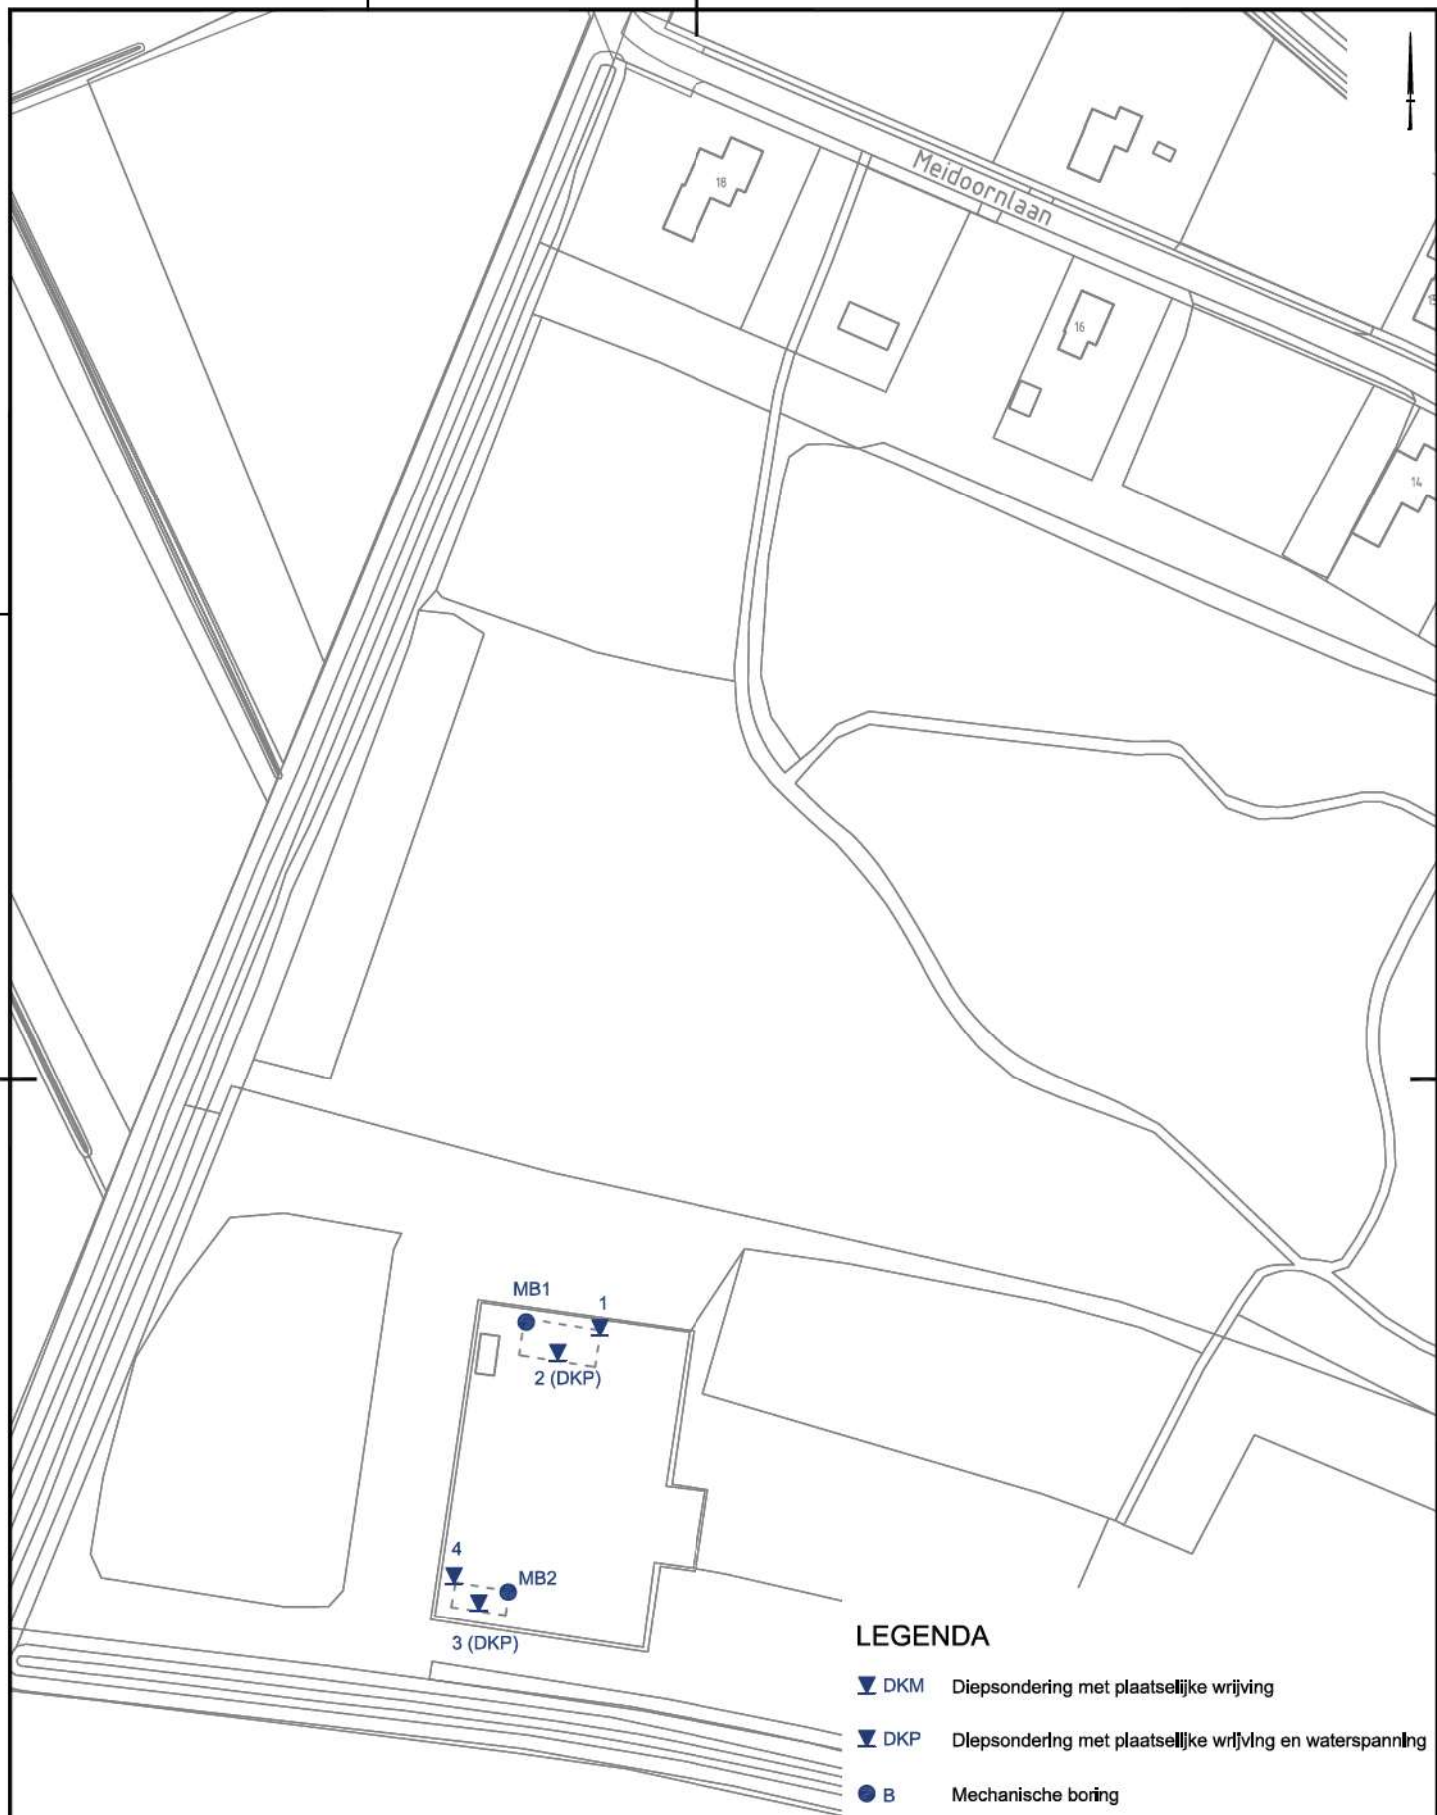 18
Meidoornlaan
16
15
14
MB1
1
2 (DKP)
4
MB2
3 (DKP)
LEGENDA
DKM Diepsondering met plaatselijke wrijving
DKP Diepsondering met plaatselijke wrijving en waterspanning
B Mechanische boring